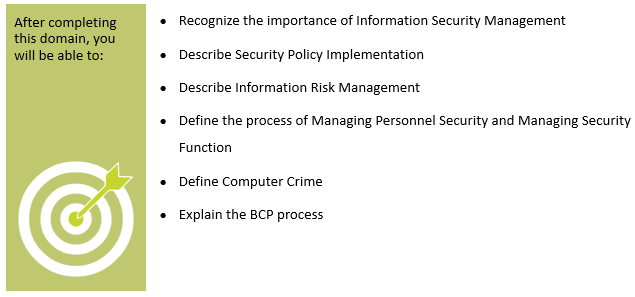 After completing
this domain, you
will be able to:
• Recognize the importance of Information Security Management
• Describe Security Policy Implementation
• Describe Information Risk Management
• Define the process of Managing Personnel Security and Managing Security
Function
• Define Computer Crime
• Explain the BCP process